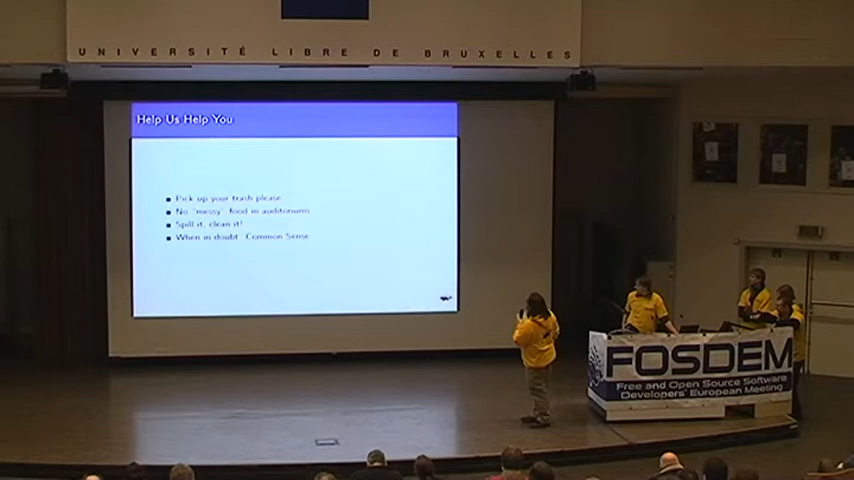 UNIVERSITÉ LIBRE DE BRUXELLES
Help Us Help You
Pick up your trash please
No "messy" food in auditoriums
Spill it, clean it!
When in doubt: Common Sense
FOSDEM
Free and Open Source Software
Developers' European Meeting